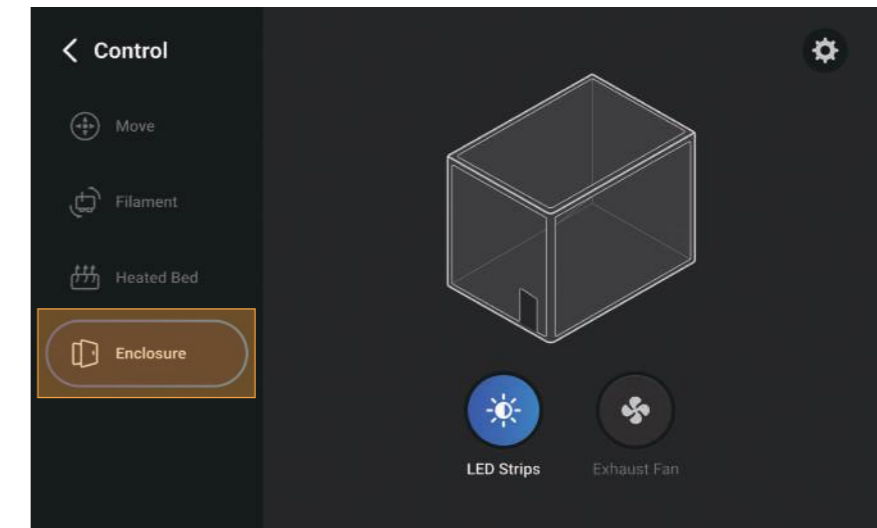 Control
Move
Filament
Heated Bed
Enclosure
LED Strips
Exhaust Fan